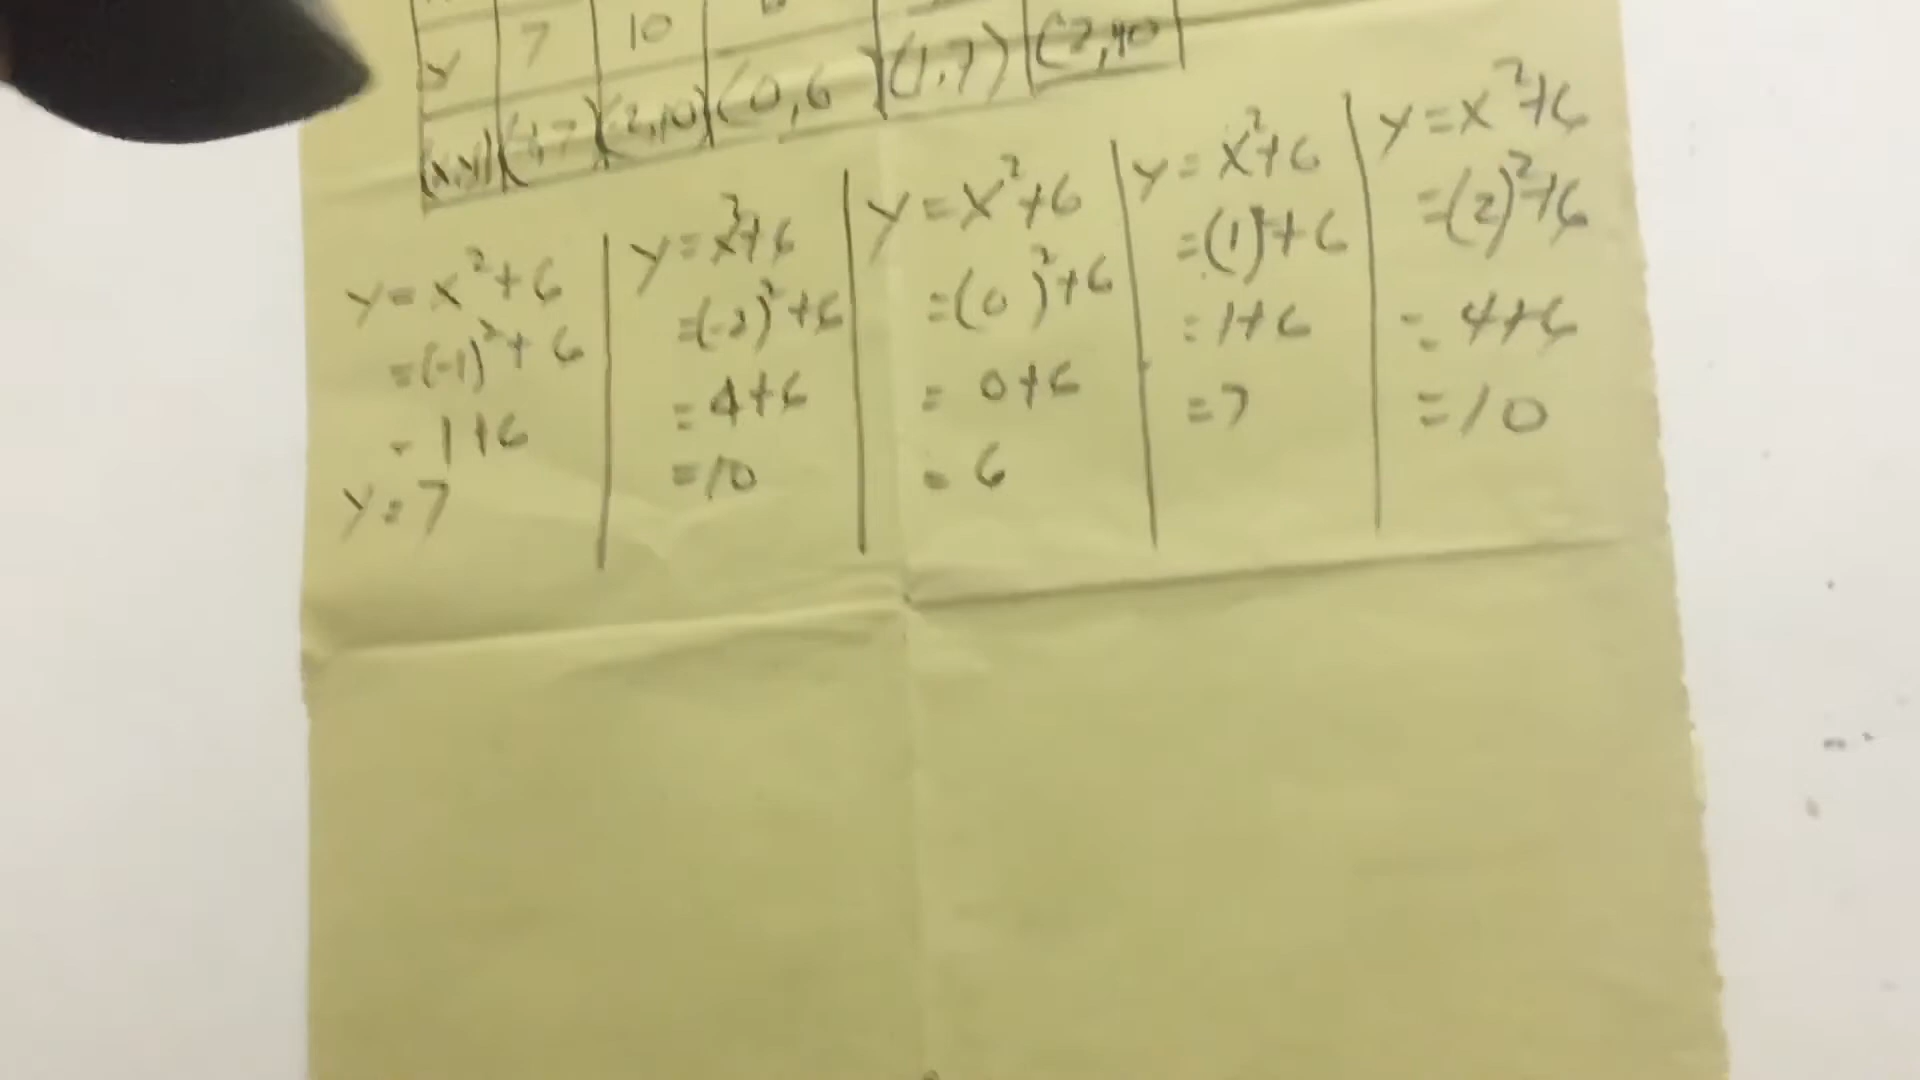 y 7 10
(x,y) (-1,7) (-2,10) (0,6) (1,7) (2,10
y = x²+6
= (-1)²+6
= 1+6
y = 7
y = x²+6
= (-2)²+6
= 4+6
= 10
y = x²+6
= (0)²+6
= 0+6
= 6
y = x²+6
= (1)²+6
= 1+6
= 7
y = x²+6
= (2)²+6
= 4+6
= 10